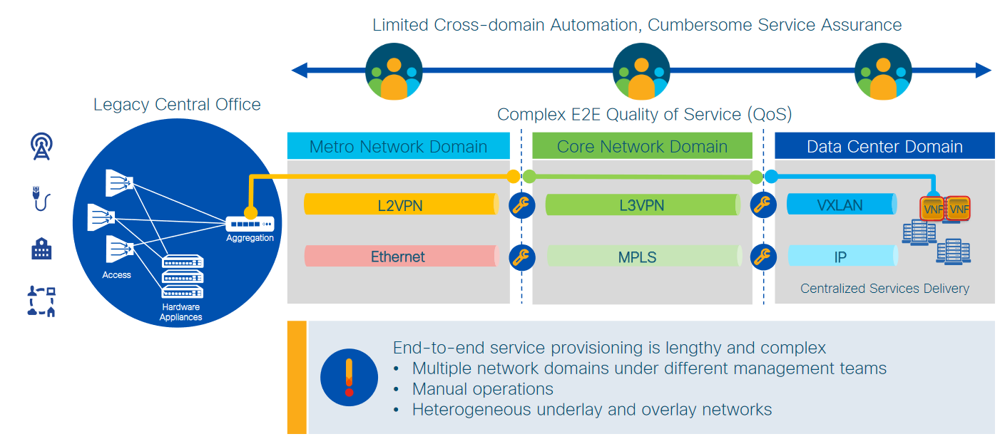 Limited Cross-domain Automation, Cumbersome Service Assurance
Legacy Central Office
Complex E2E Quality of Service (QoS)
Metro Network Domain
Core Network Domain
Data Center Domain
L2VPN
L3VPN
VXLAN
VNF
VNF
Aggregation
Ethernet
MPLS
IP
Access
Centralized Services Delivery
Hardware
Appliances
End-to-end service provisioning is lengthy and complex
• Multiple network domains under different management teams
• Manual operations
• Heterogeneous underlay and overlay networks